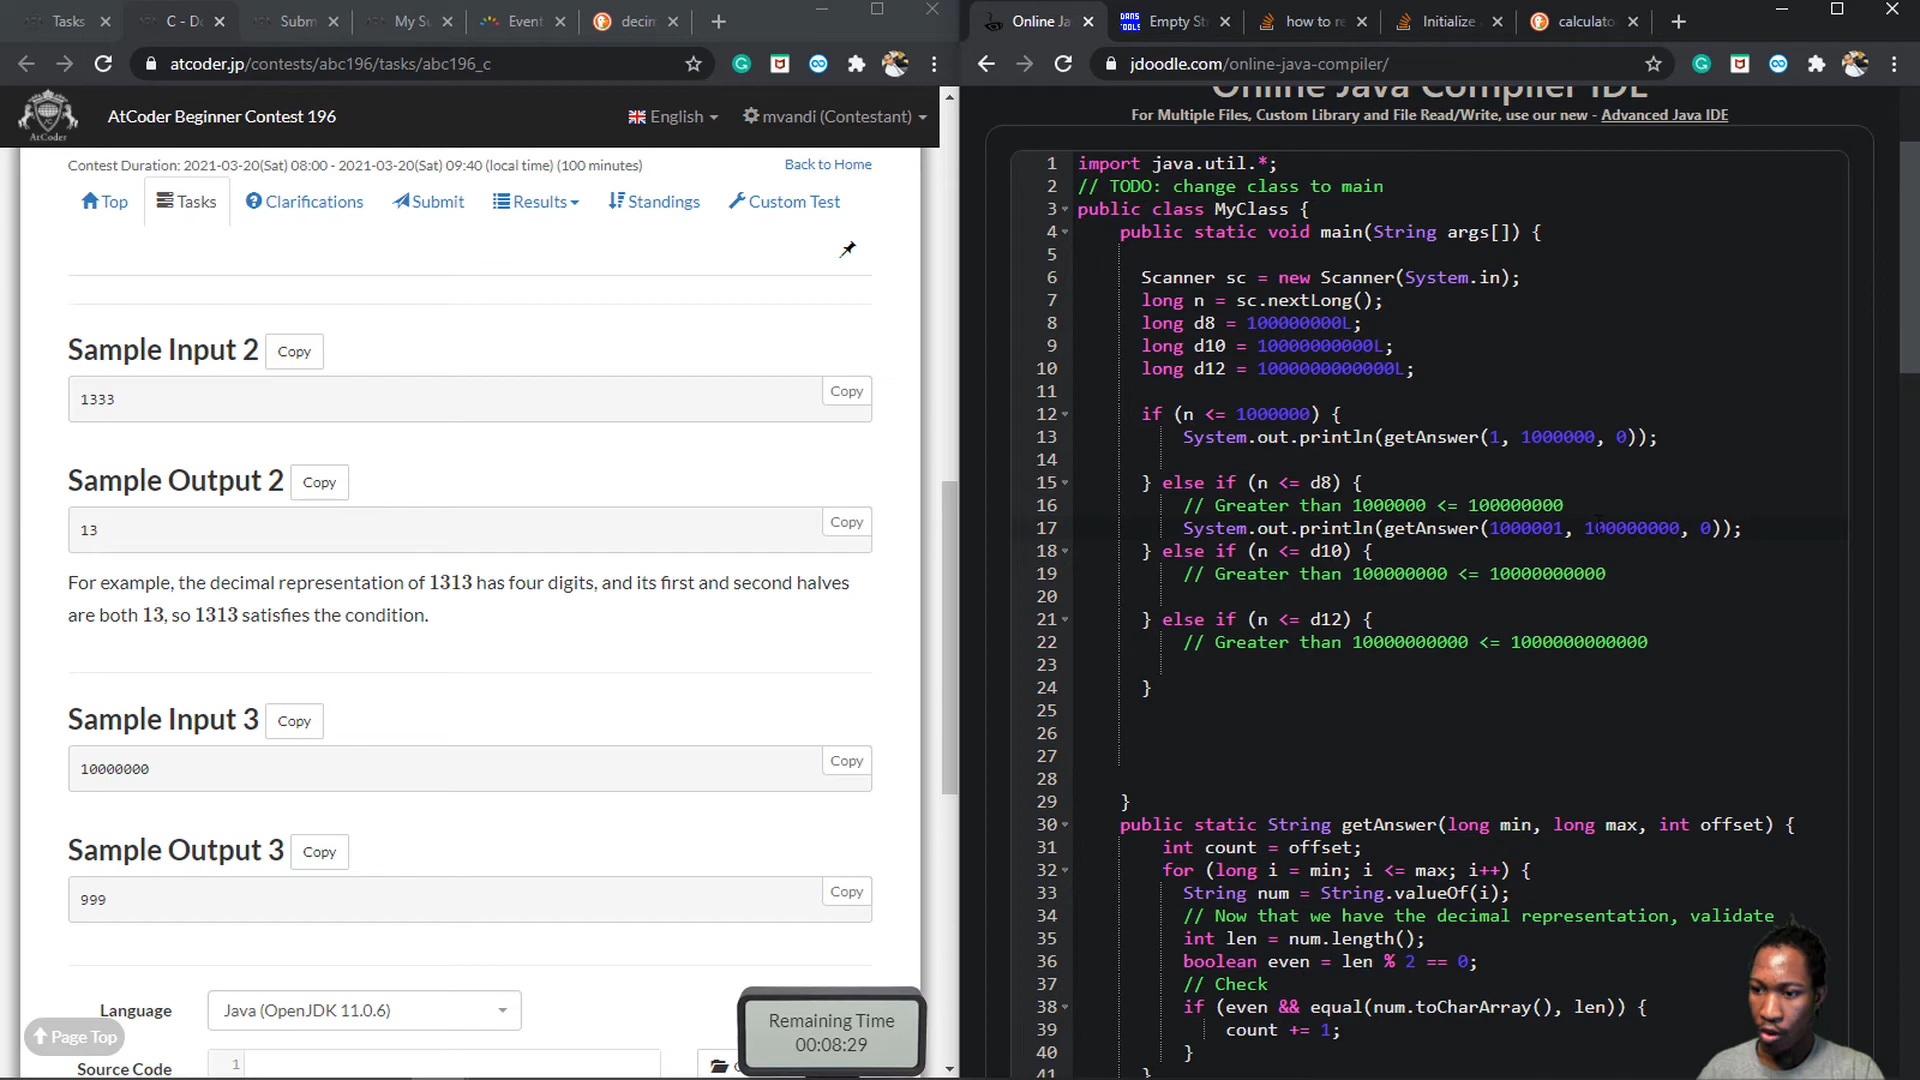 Tasks
C - D
Subm
My S
Event
decim
Online Ja
Empty St
how to re
Initialize
calculato
atcoder.jp/contests/abc196/tasks/abc196_c
jdoodle.com/online-java-compiler/
AtCoder
AtCoder Beginner Contest 196
English
mvandi (Contestant)
Contest Duration: 2021-03-20(Sat) 08:00 - 2021-03-20(Sat) 09:40 (local time) (100 minutes)
Back to Home
Top
Tasks
Clarifications
Submit
Results
Standings
Custom Test
Sample Input 2
Copy
1333
Copy
Sample Output 2
Copy
13
Copy
For example, the decimal representation of 1313 has four digits, and its first and second halves
are both 13, so 1313 satisfies the condition.
Sample Input 3
Copy
10000000
Copy
Sample Output 3
Copy
999
Copy
Language
Java (OpenJDK 11.0.6)
Page Top
Source Code
1
Remaining Time
00:08:29
Online Java Compiler IDE
For Multiple Files, Custom Library and File Read/Write, use our new - Advanced Java IDE
1 import java.util.*;
2 // TODO: change class to main
3 public class MyClass {
4 public static void main(String args[]) {
5
6 Scanner sc = new Scanner(System.in);
7 long n = sc.nextLong();
8 long d8 = 100000000L;
9 long d10 = 10000000000L;
10 long d12 = 1000000000000L;
11
12 if (n <= 1000000) {
13 System.out.println(getAnswer(1, 1000000, 0));
14
15 } else if (n <= d8) {
16 // Greater than 1000000 <= 100000000
17 System.out.println(getAnswer(1000001, 100000000, 0));
18 } else if (n <= d10) {
19 // Greater than 100000000 <= 10000000000
20
21 } else if (n <= d12) {
22 // Greater than 10000000000 <= 1000000000000
23
24 }
25
26
27
28
29 }
30 public static String getAnswer(long min, long max, int offset) {
31 int count = offset;
32 for (long i = min; i <= max; i++) {
33 String num = String.valueOf(i);
34 // Now that we have the decimal representation, validate
35 int len = num.length();
36 boolean even = len % 2 == 0;
37 // Check
38 if (even && equal(num.toCharArray(), len)) {
39 count += 1;
40 }
41 }